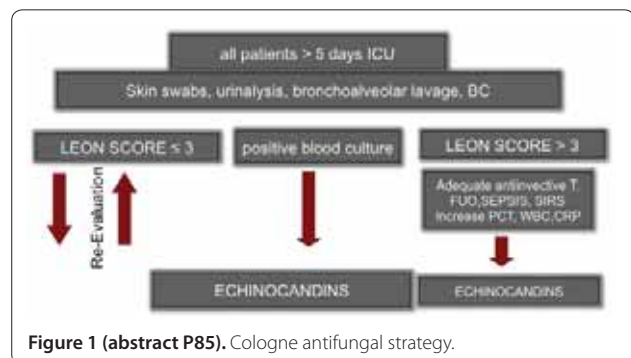 all patients > 5 days ICU
Skin swabs, urinalysis, bronchoalveolar lavage, BC
LEON SCORE ≤ 3
positive blood culture
LEON SCORE > 3
Re-Evaluation
Adequate antiinvective T.
FUO,SEPSIS, SIRS
Increase PCT, WBC,CRP
ECHINOCANDINS
ECHINOCANDINS
Figure 1 (abstract P85). Cologne antifungal strategy.